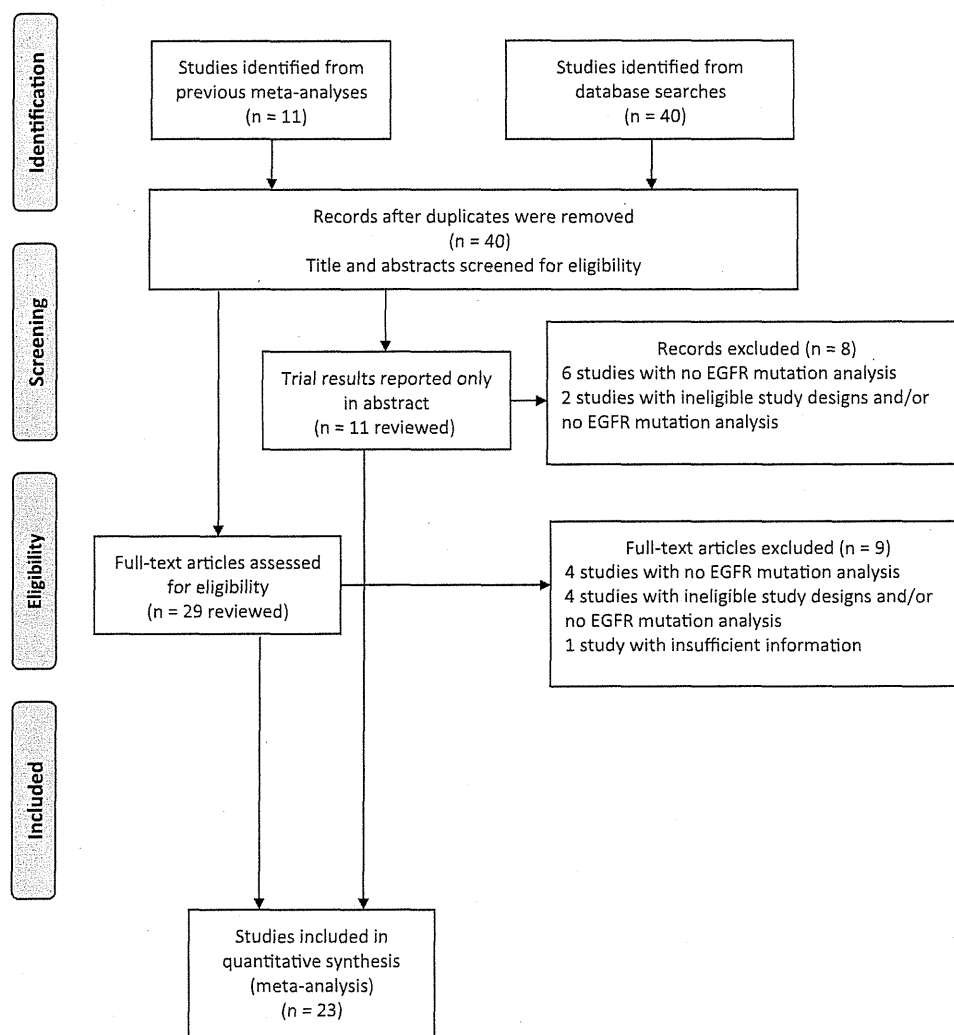 Identification
Studies identified from
previous meta-analyses
(n = 11)
Studies identified from
database searches
(n = 40)
Records after duplicates were removed
(n = 40)
Title and abstracts screened for eligibility
Screening
Trial results reported only
in abstract
(n = 11 reviewed)
Records excluded (n = 8)
6 studies with no EGFR mutation analysis
2 studies with ineligible study designs and/or
no EGFR mutation analysis
Eligibility
Full-text articles assessed
for eligibility
(n = 29 reviewed)
Full-text articles excluded (n = 9)
4 studies with no EGFR mutation analysis
4 studies with ineligible study designs and/or
no EGFR mutation analysis
1 study with insufficient information
Included
Studies included in
quantitative synthesis
(meta-analysis)
(n = 23)